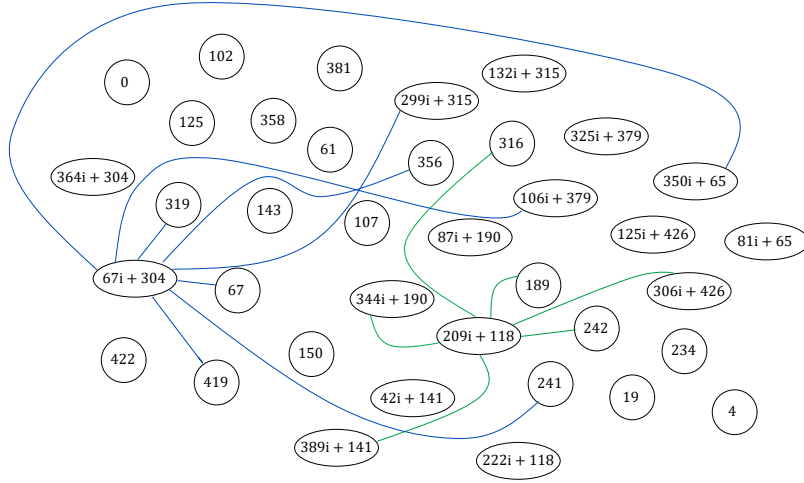 102
381
132i + 315
0
299i + 315
125
358
325i + 379
61
316
356
364i + 304
350i + 65
319
143
106i + 379
107
87i + 190
125i + 426
81i + 65
67i + 304
67
189
306i + 426
344i + 190
242
209i + 118
422
150
234
419
241
42i + 141
19
4
389i + 141
222i + 118